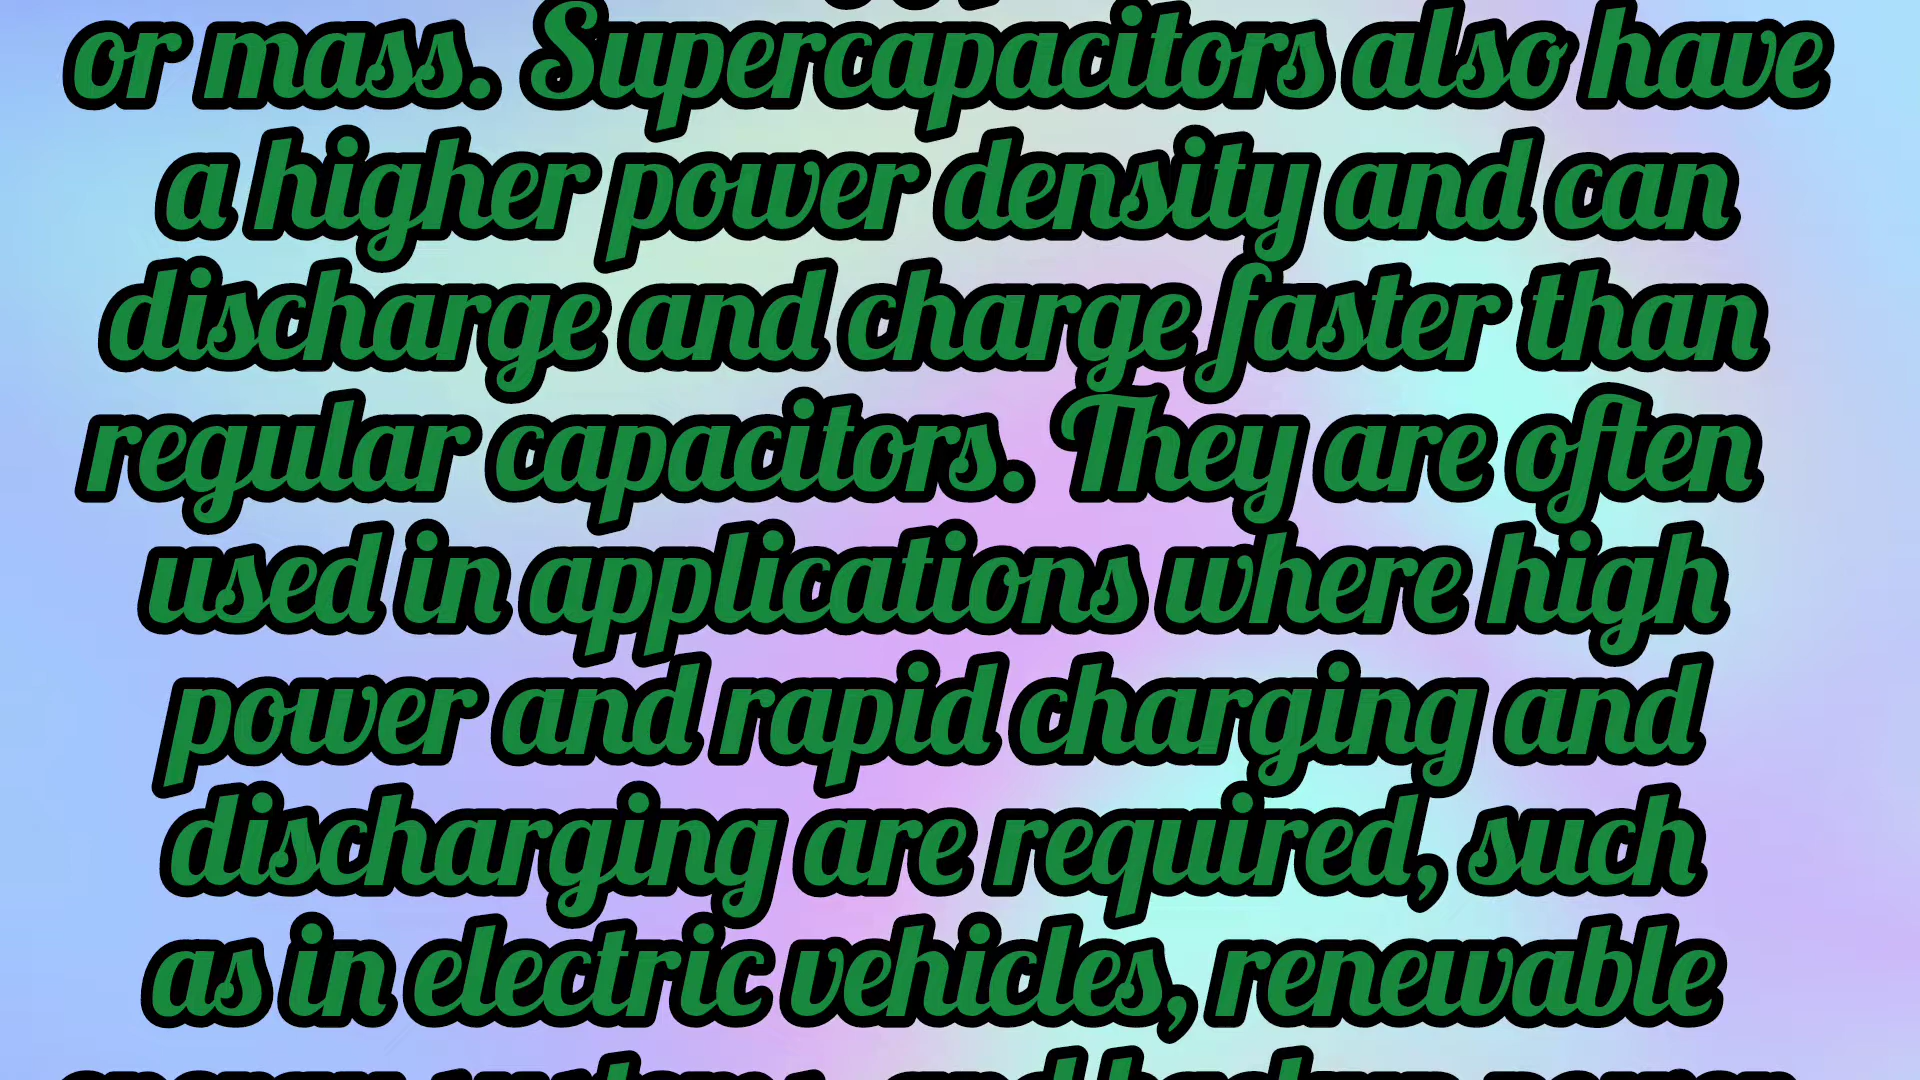 or mass. Supercapacitors also have
a higher power density and can
discharge and charge faster than
regular capacitors. They are often
used in applications where high
power and rapid charging and
discharging are required, such
as in electric vehicles, renewable